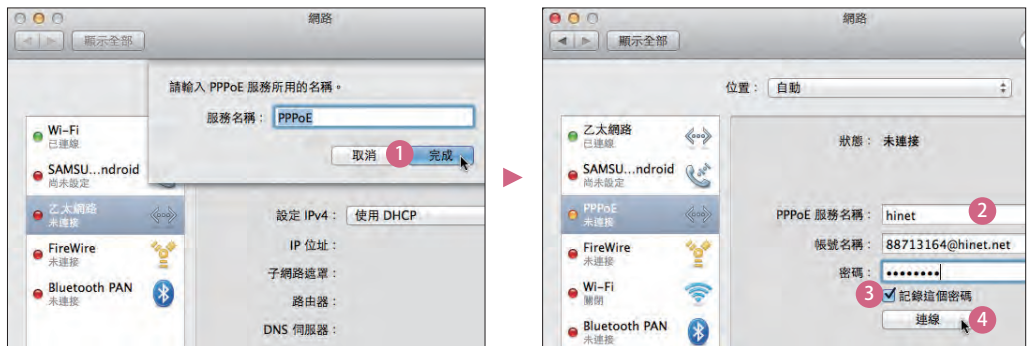 網路
顯示全部
請輸入 PPPoE 服務所用的名稱。
服務名稱： PPPoE
取消 1 完成
Wi-Fi
已連線
SAMSU...ndroid
尚未設定
乙太網路
未連接
FireWire
未連接
Bluetooth PAN
未連接
設定 IPv4： 使用 DHCP
IP 位址：
子網路遮罩：
路由器：
DNS 伺服器：
網路
顯示全部
位置： 自動
乙太網路
已連線
SAMSU...ndroid
尚未設定
PPPoE
未連接
FireWire
未連接
Wi-Fi
關閉
Bluetooth PAN
未連接
狀態： 未連接
PPPoE 服務名稱： hinet 2
帳號名稱： 88713164@hinet.net
密碼： ••••••••
3 記錄這個密碼
連線 4